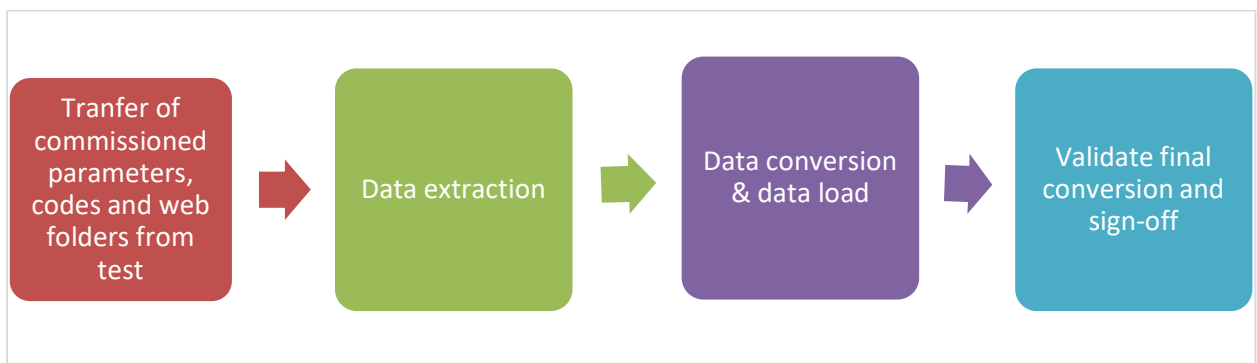 Tranfer of
commissioned
parameters,
codes and web
folders from
test
Data extraction
Data conversion
& data load
Validate final
conversion and
sign-off